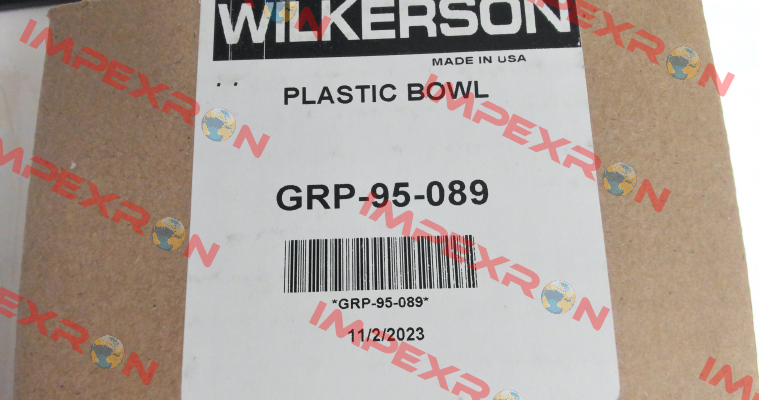 WILKERSON
MADE IN USA
PLASTIC BOWL
GRP-95-089
*GRP-95-089*
11/2/2023
IMPEXRON
IMPEXRON
IMPEXRON
IMPEXRON
IMPEXRON
IMPEXRON